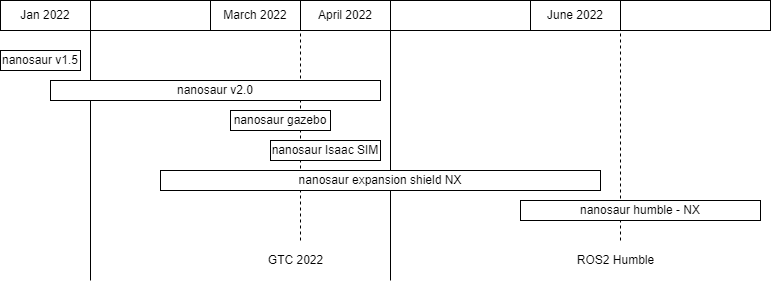 Jan 2022
March 2022
April 2022
June 2022
nanosaur v1.5
nanosaur v2.0
nanosaur gazebo
nanosaur Isaac SIM
nanosaur expansion shield NX
nanosaur humble - NX
GTC 2022
ROS2 Humble